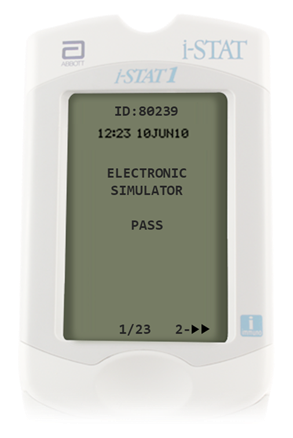 ABBOTT
i-STAT
i-STAT 1
ID:80239
12:23 10JUN10
ELECTRONIC
SIMULATOR
PASS
1/23 2-▶▶
i